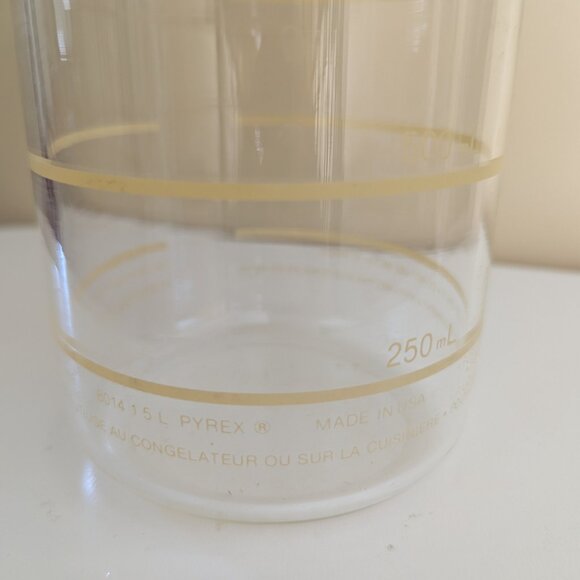 250 mL
6014 1.5 L PYREX ® MADE IN USA
AU CONGELATEUR OU SUR LA CUISINIERE •